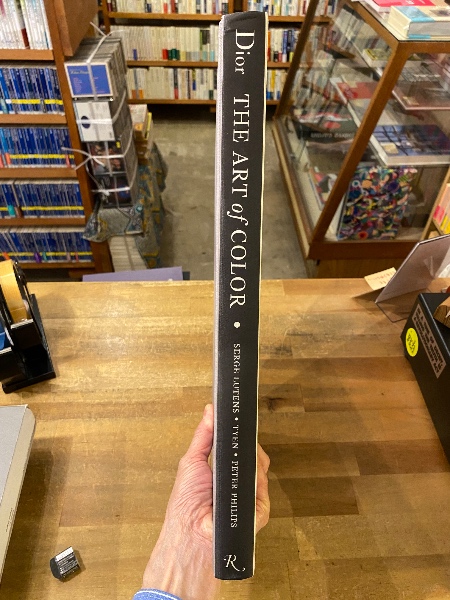 Dior THE ART of COLOR • SERGE LUTENS • TYEN • PETER PHILIPS
R